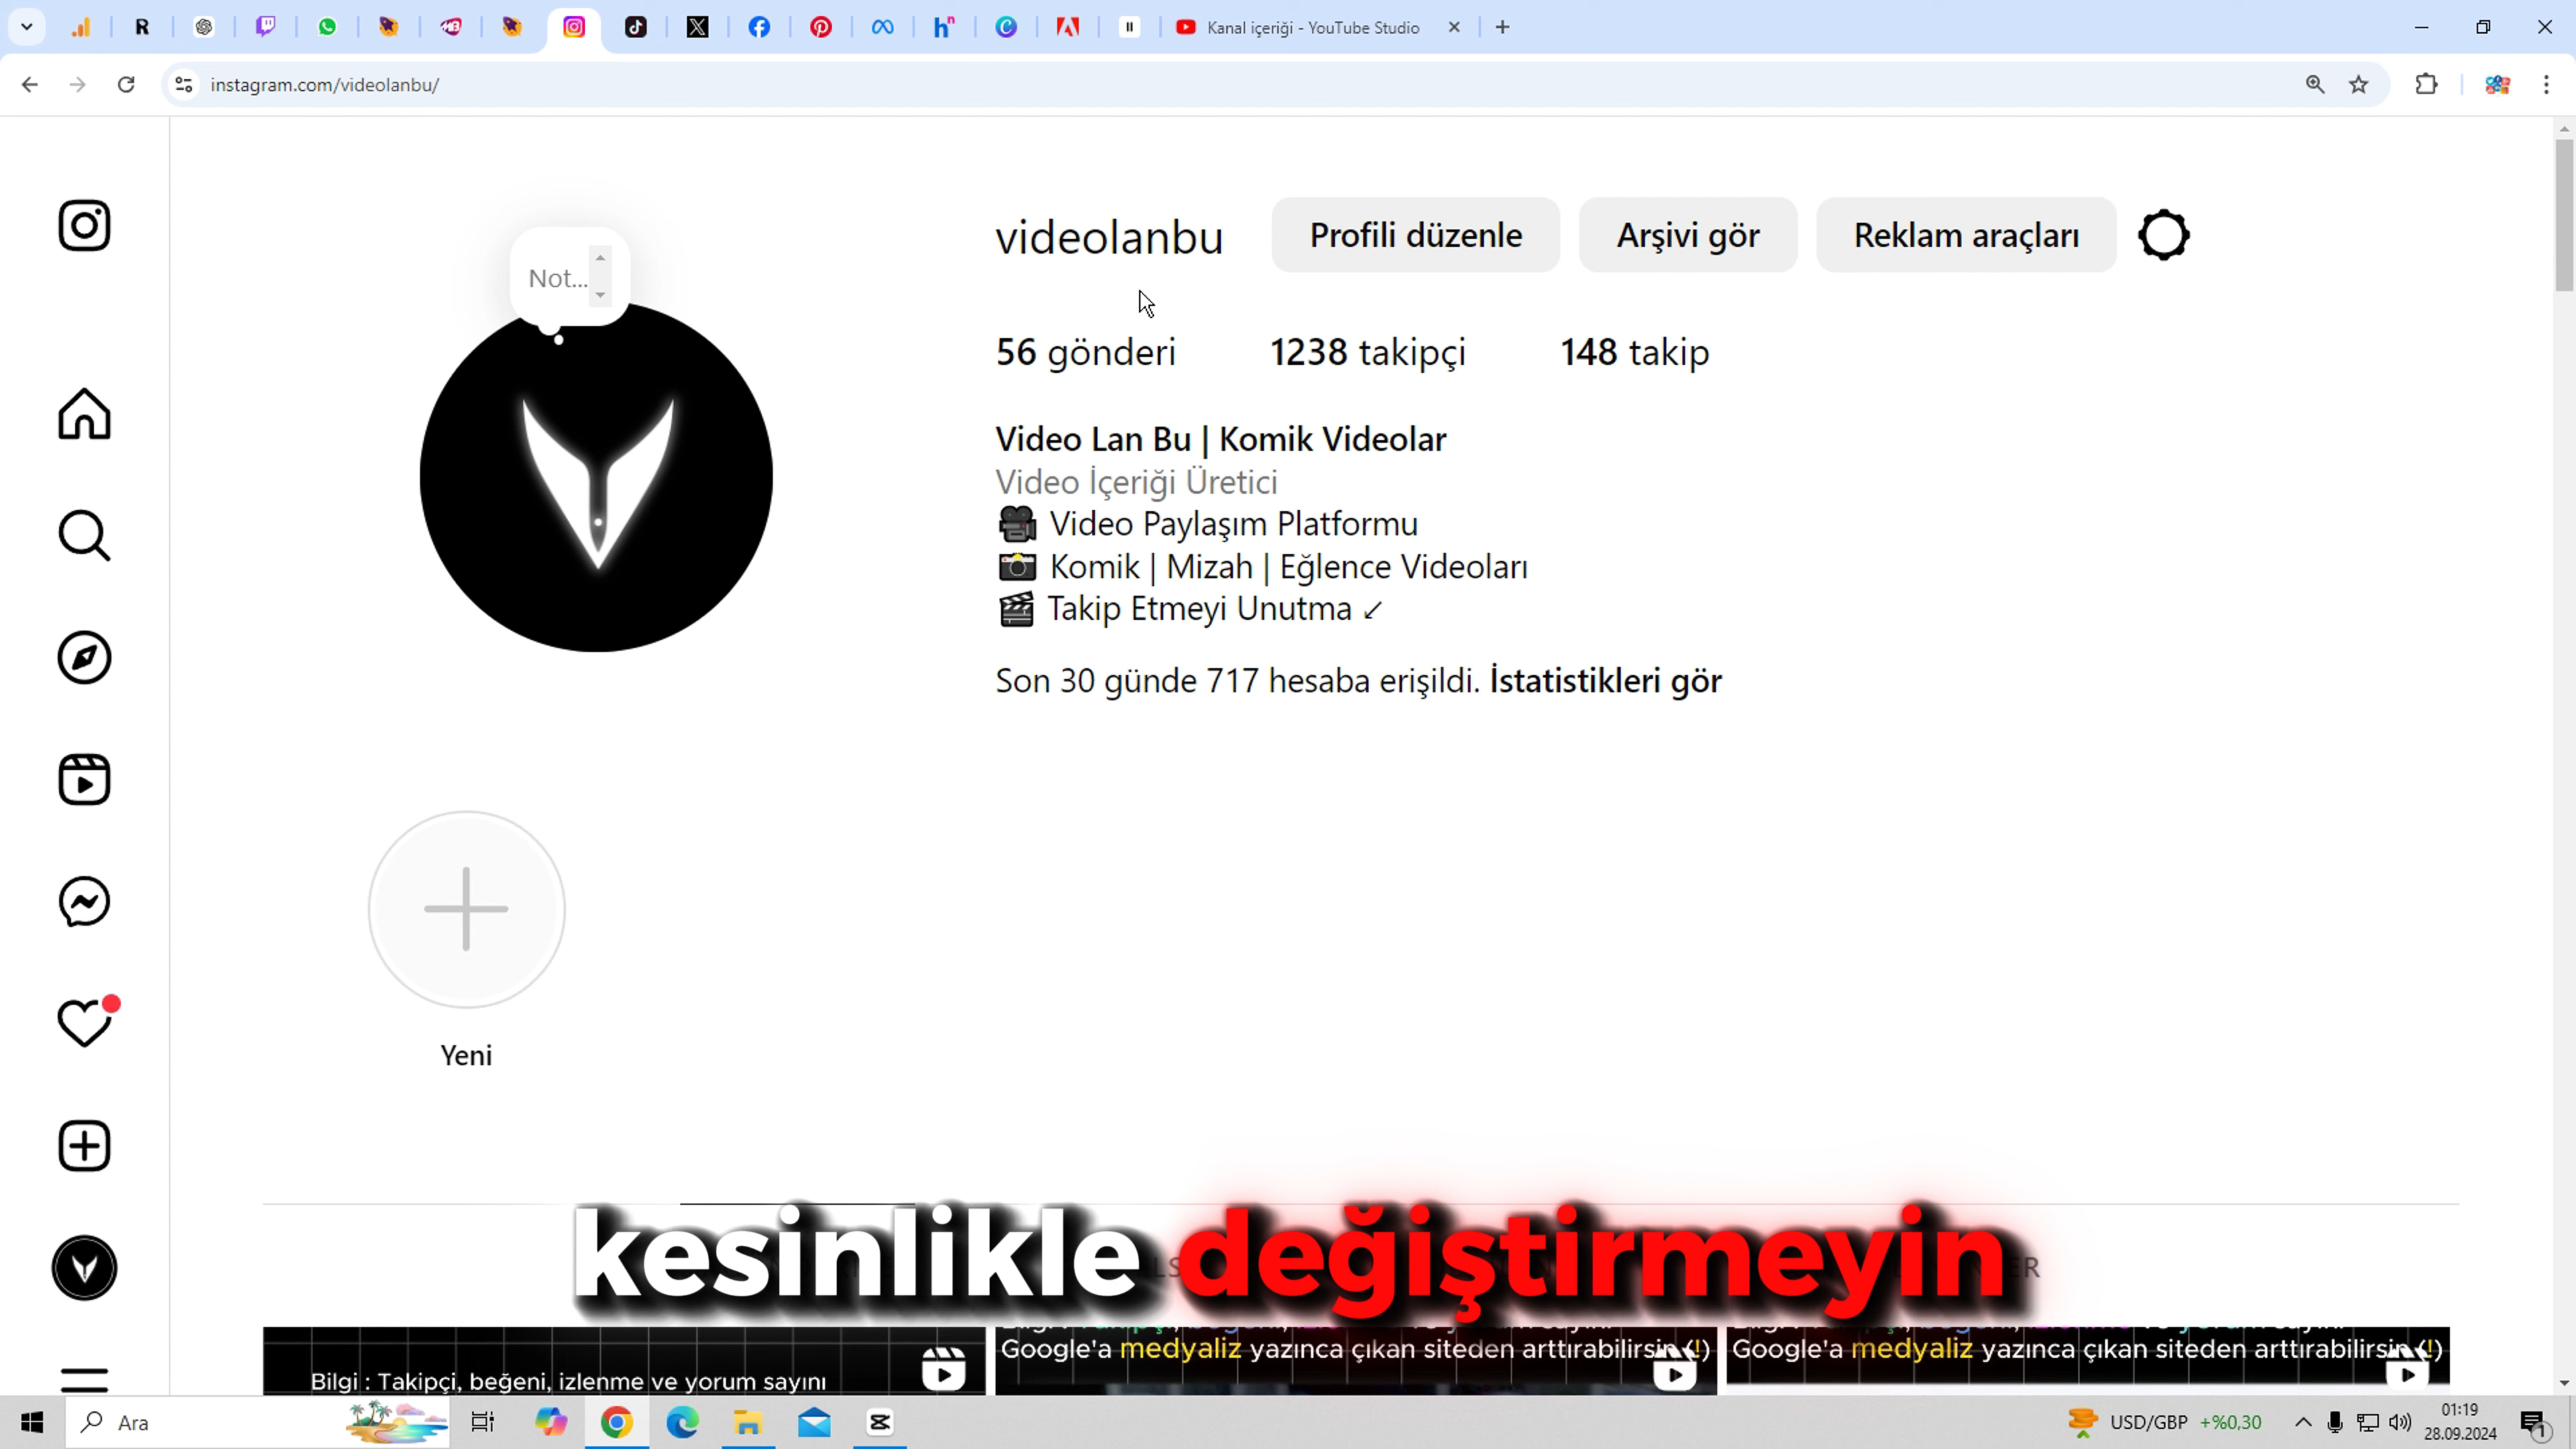 Kanal içeriği - YouTube Studio
instagram.com/videolanbu/
videolanbu
Profili düzenle
Arşivi gör
Reklam araçları
Not...
56 gönderi 1238 takipçi 148 takip
Video Lan Bu | Komik Videolar
Video İçeriği Üretici
Video Paylaşım Platformu
Komik | Mizah | Eğlence Videoları
Takip Etmeyi Unutma ↙
Son 30 günde 717 hesaba erişildi. İstatistikleri gör
Yeni
kesinlikle değiştirmeyin
Bilgi : Takipçi, beğeni, izlenme ve yorum sayını
Google'a medyaliz yazınca çıkan siteden arttırabilirsin (!)
Google'a medyaliz yazınca çıkan siteden arttırabilirsin (!)
Ara
USD/GBP +%0,30
01:19
28.09.2024
1